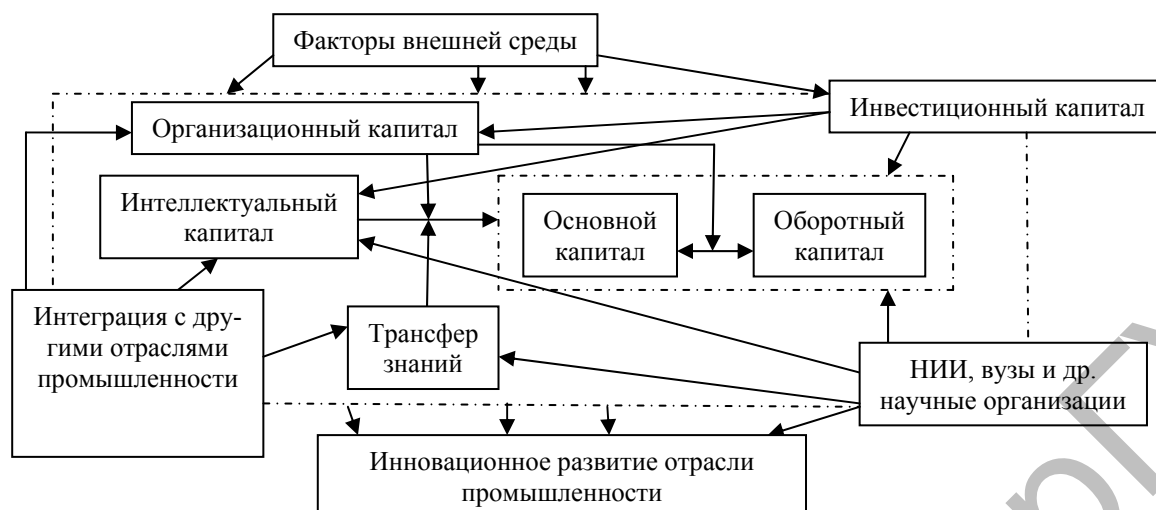 Факторы внешней среды
Инвестиционный капитал
Организационный капитал
Интеллектуальный
капитал
Основной
капитал
Оборотный
капитал
Интеграция с дру-
гими отраслями
промышленности
Трансфер
знаний
НИИ, вузы и др.
научные организации
Инновационное развитие отрасли
промышленности